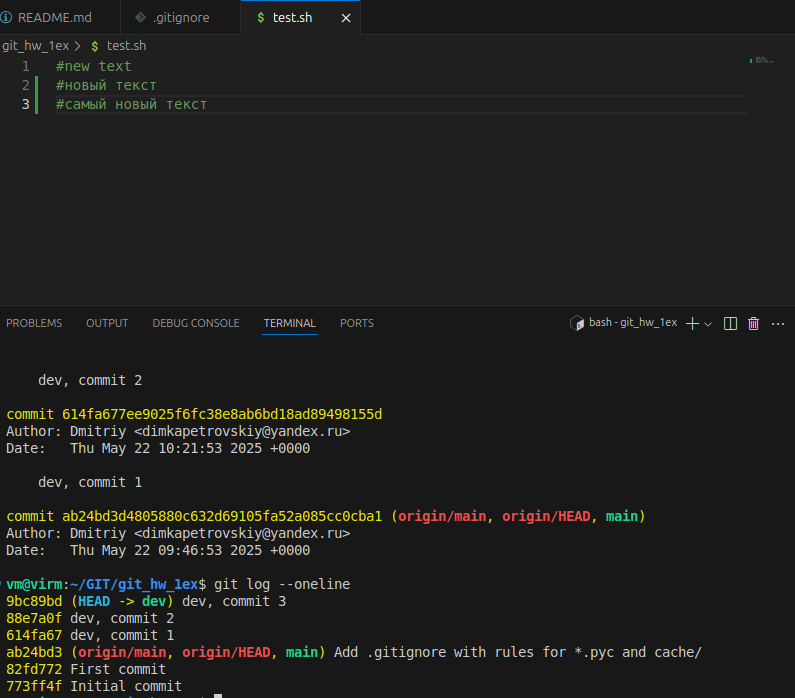 README.md .gitignore $ test.sh
git_hw_1ex > $ test.sh
1 #new text
2 #новый текст
3 #самый новый текст
PROBLEMS OUTPUT DEBUG CONSOLE TERMINAL PORTS bash - git_hw_1ex
dev, commit 2
commit 614fa677ee9025f6fc38e8ab6bd18ad89498155d
Author: Dmitriy <dimkapetrovskiy@yandex.ru>
Date: Thu May 22 10:21:53 2025 +0000
dev, commit 1
commit ab24bd3d4805880c632d69105fa52a085cc0cba1 (origin/main, origin/HEAD, main)
Author: Dmitriy <dimkapetrovskiy@yandex.ru>
Date: Thu May 22 09:46:53 2025 +0000
vm@virm:~/GIT/git_hw_1ex$ git log --oneline
9bc89bd (HEAD -> dev) dev, commit 3
88e7a0f dev, commit 2
614fa67 dev, commit 1
ab24bd3 (origin/main, origin/HEAD, main) Add .gitignore with rules for *.pyc and cache/
82fd772 First commit
773ff4f Initial commit